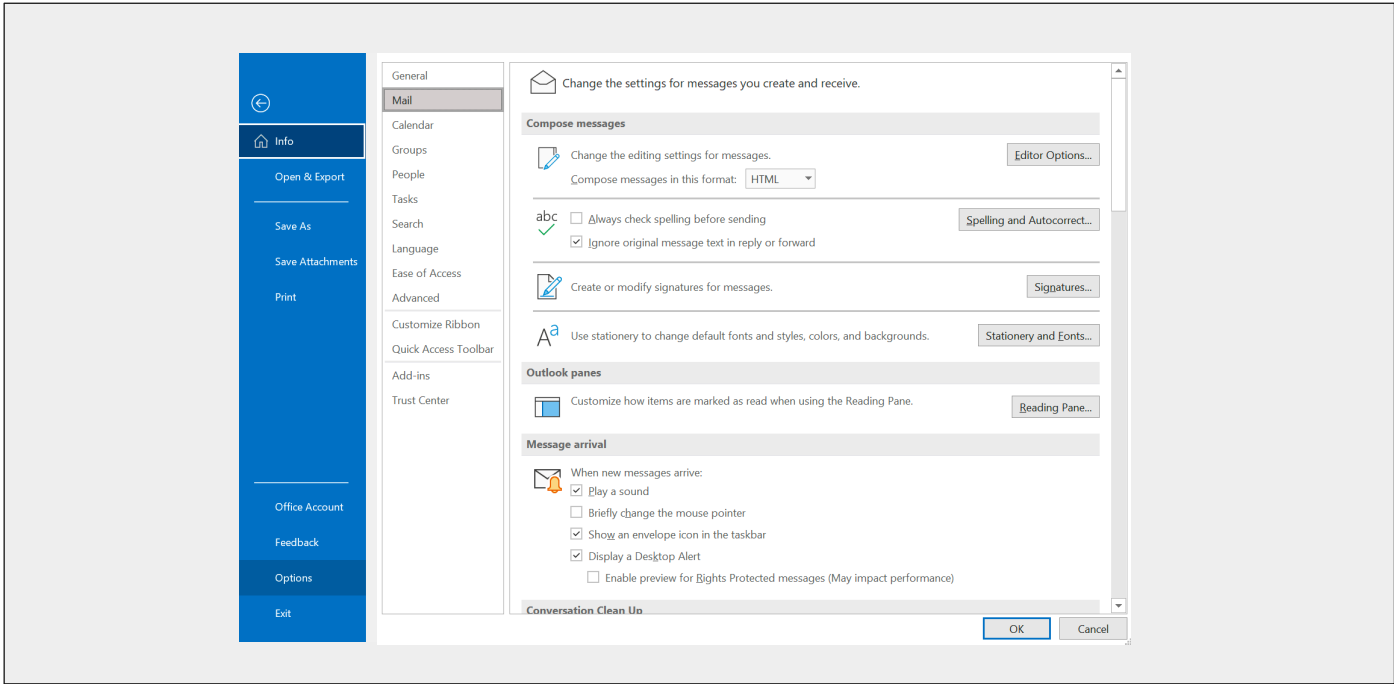 Info
Open & Export
Save As
Save Attachments
Print
Office Account
Feedback
Options
Exit
General
Mail
Calendar
Groups
People
Tasks
Search
Language
Ease of Access
Advanced
Customize Ribbon
Quick Access Toolbar
Add-ins
Trust Center
Change the settings for messages you create and receive.
Compose messages
Change the editing settings for messages.
Editor Options...
Compose messages in this format: HTML
abc
Always check spelling before sending
Spelling and Autocorrect...
Ignore original message text in reply or forward
Create or modify signatures for messages.
Signatures...
Aa
Use stationery to change default fonts and styles, colors, and backgrounds.
Stationery and Fonts...
Outlook panes
Customize how items are marked as read when using the Reading Pane.
Reading Pane...
Message arrival
When new messages arrive:
Play a sound
Briefly change the mouse pointer
Show an envelope icon in the taskbar
Display a Desktop Alert
Enable preview for Rights Protected messages (May impact performance)
Conversation Clean Up
OK
Cancel